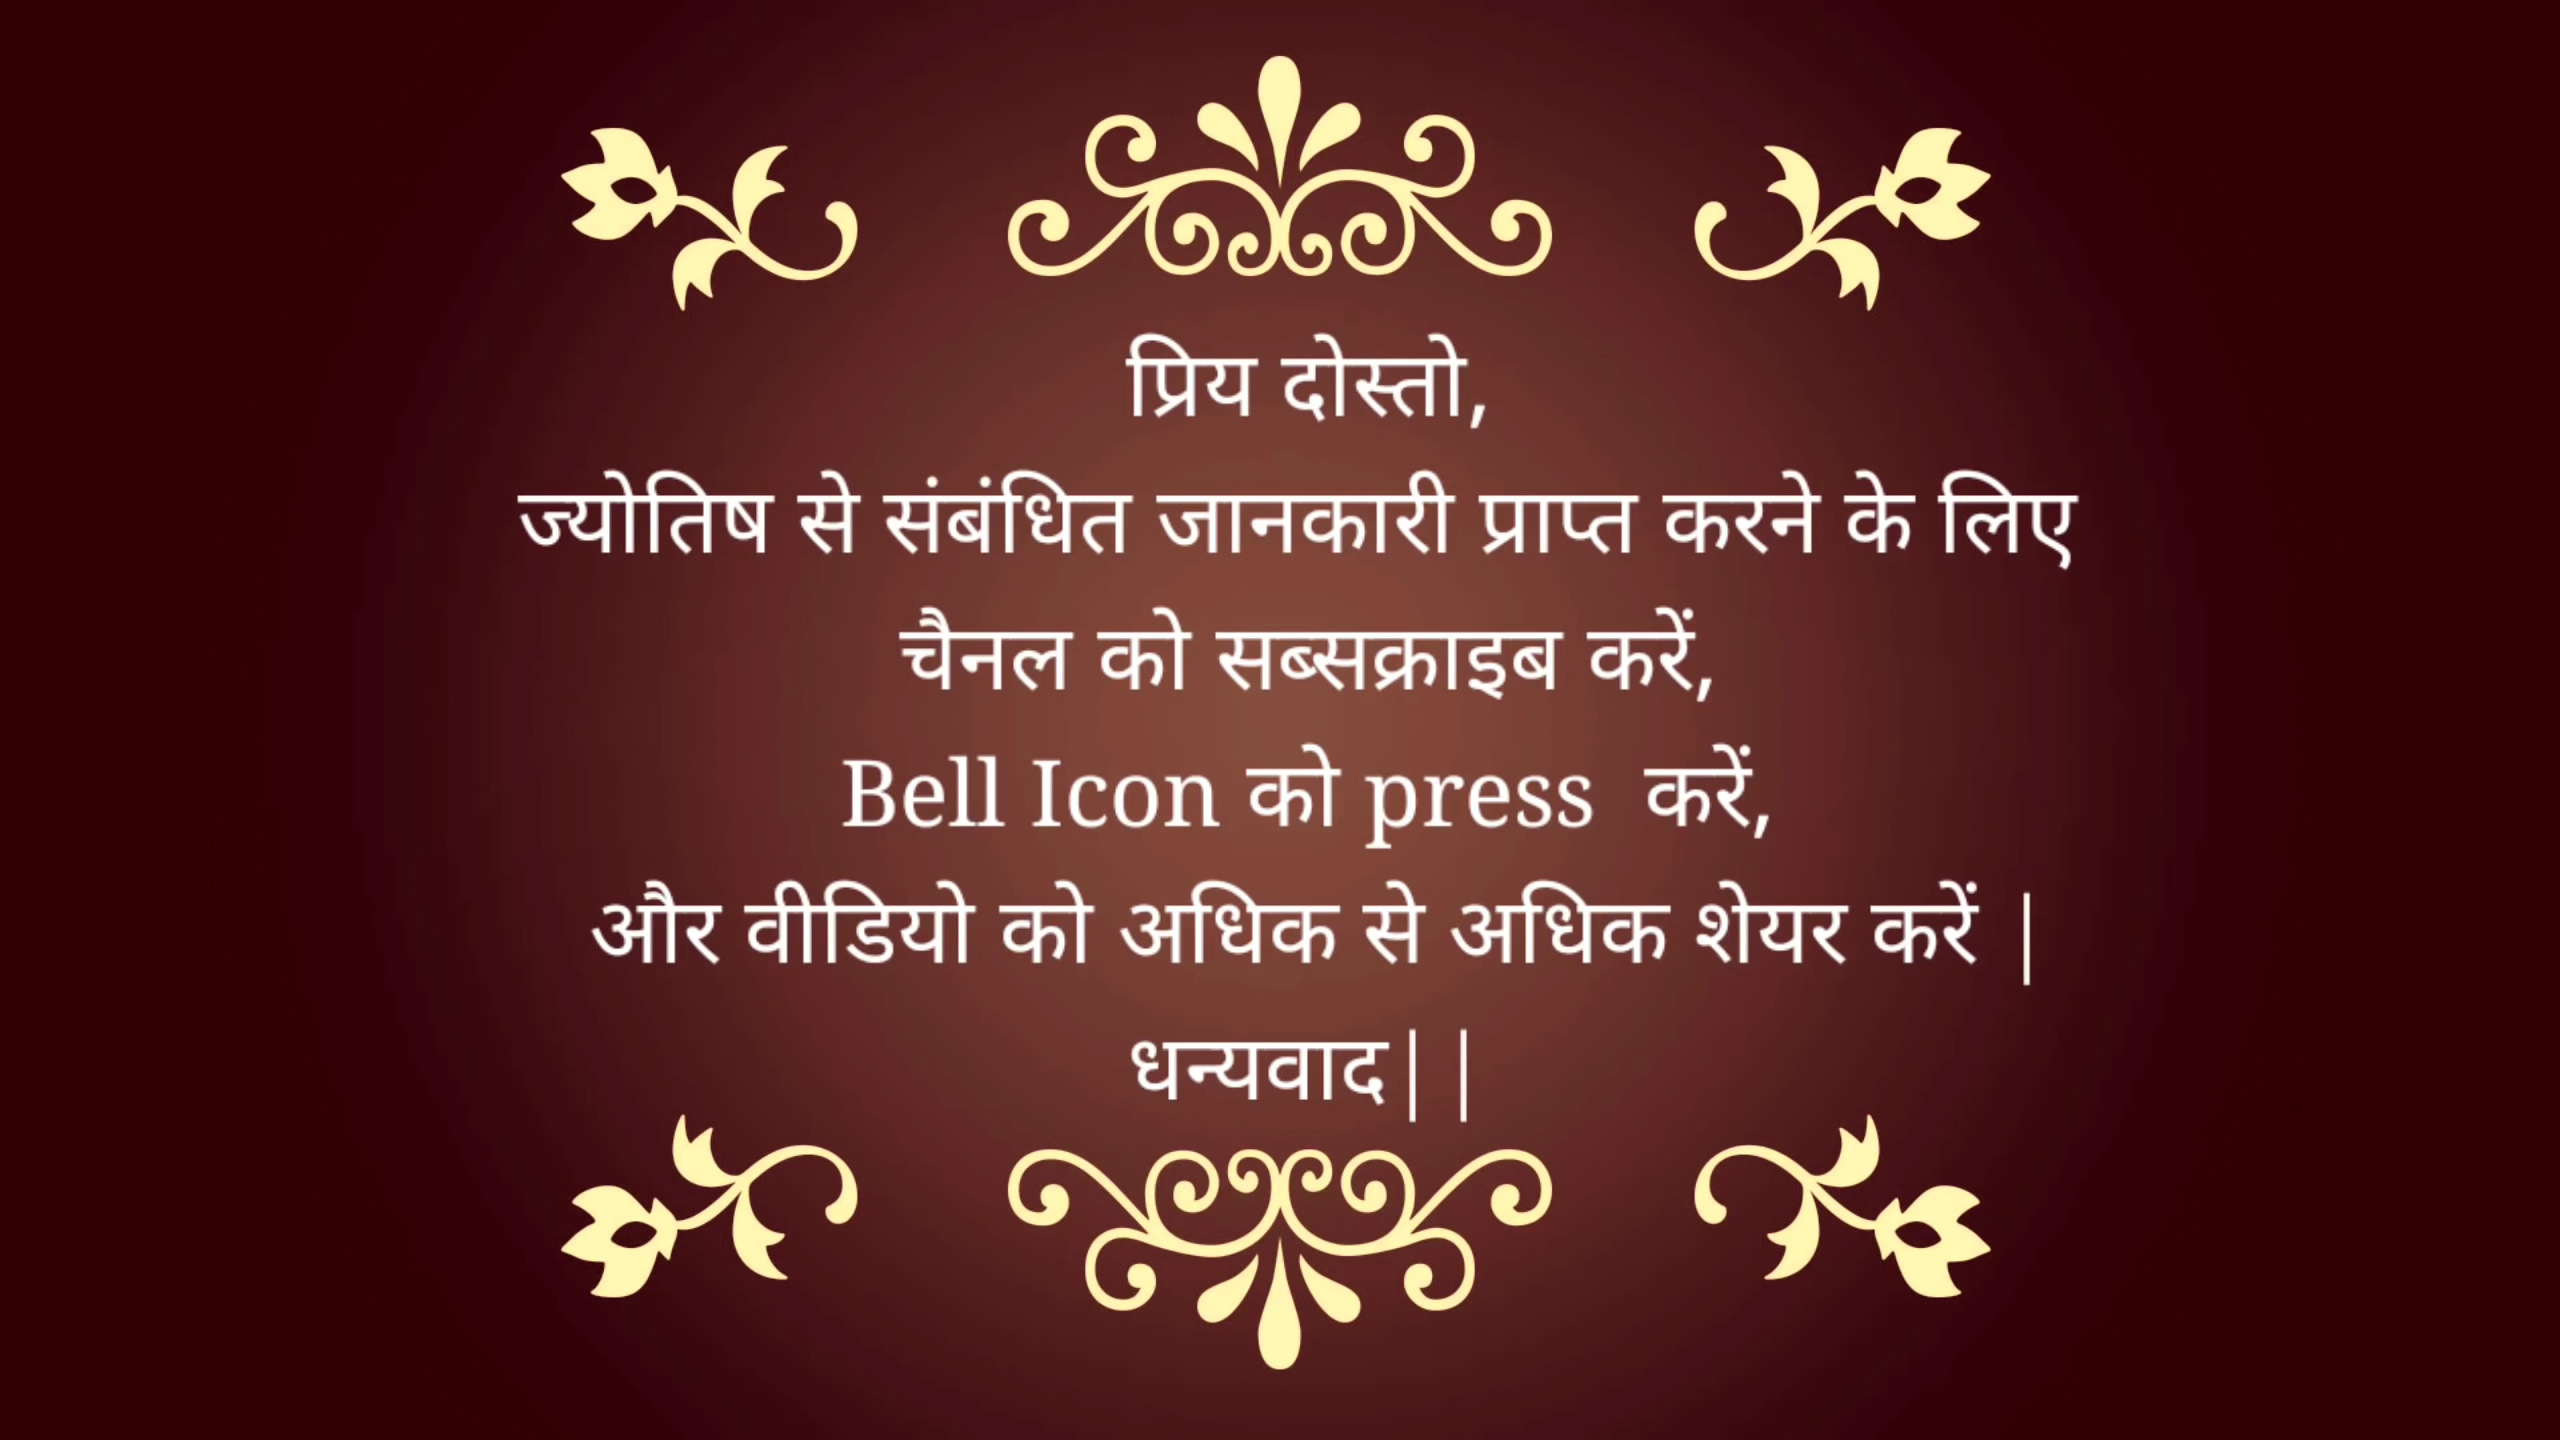 प्रिय दोस्तो,
ज्योतिष से संबंधित जानकारी प्राप्त करने के लिए
चैनल को सब्सक्राइब करें,
Bell Icon को press  करें,
और वीडियो को अधिक से अधिक शेयर करें |
धन्यवाद||